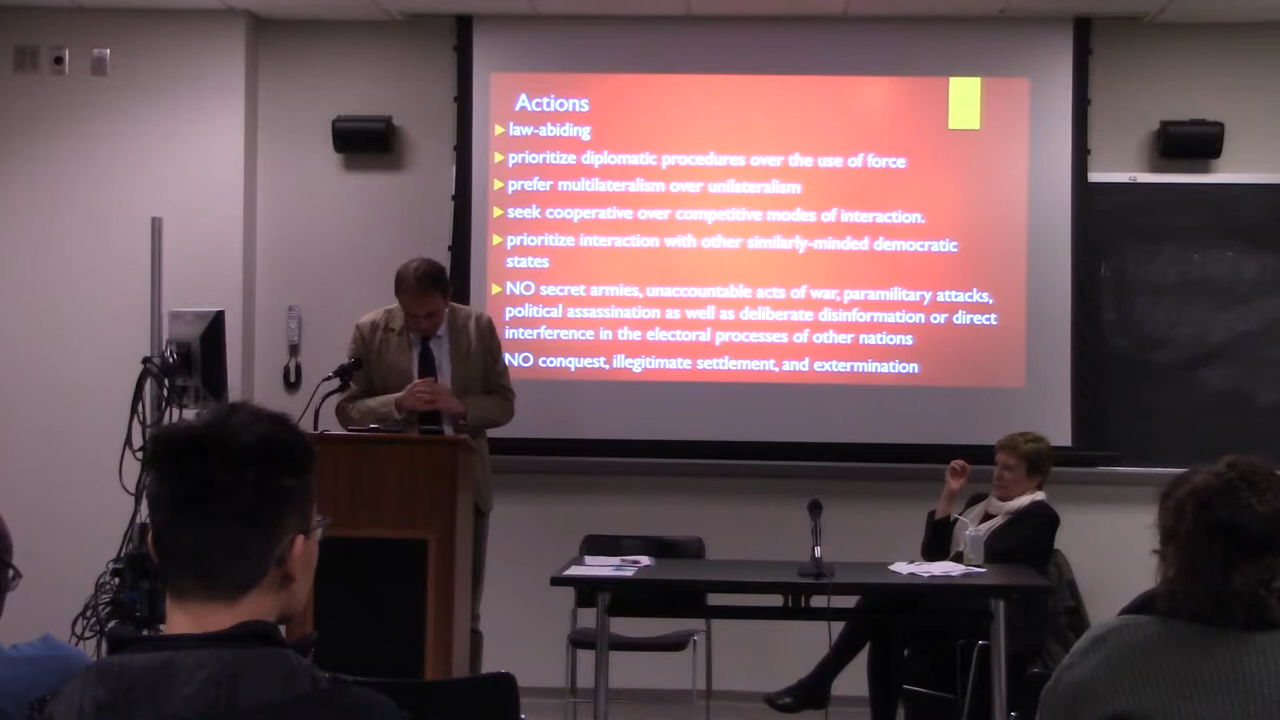 Actions
law-abiding
prioritize diplomatic procedures over the use of force
prefer multilateralism over unilateralism
seek cooperative over competitive modes of interaction.
prioritize interaction with other similarly-minded democratic
states
NO secret armies, unaccountable acts of war, paramilitary attacks,
political assassination as well as deliberate disinformation or direct
interference in the electoral processes of other nations
NO conquest, illegitimate settlement, and extermination